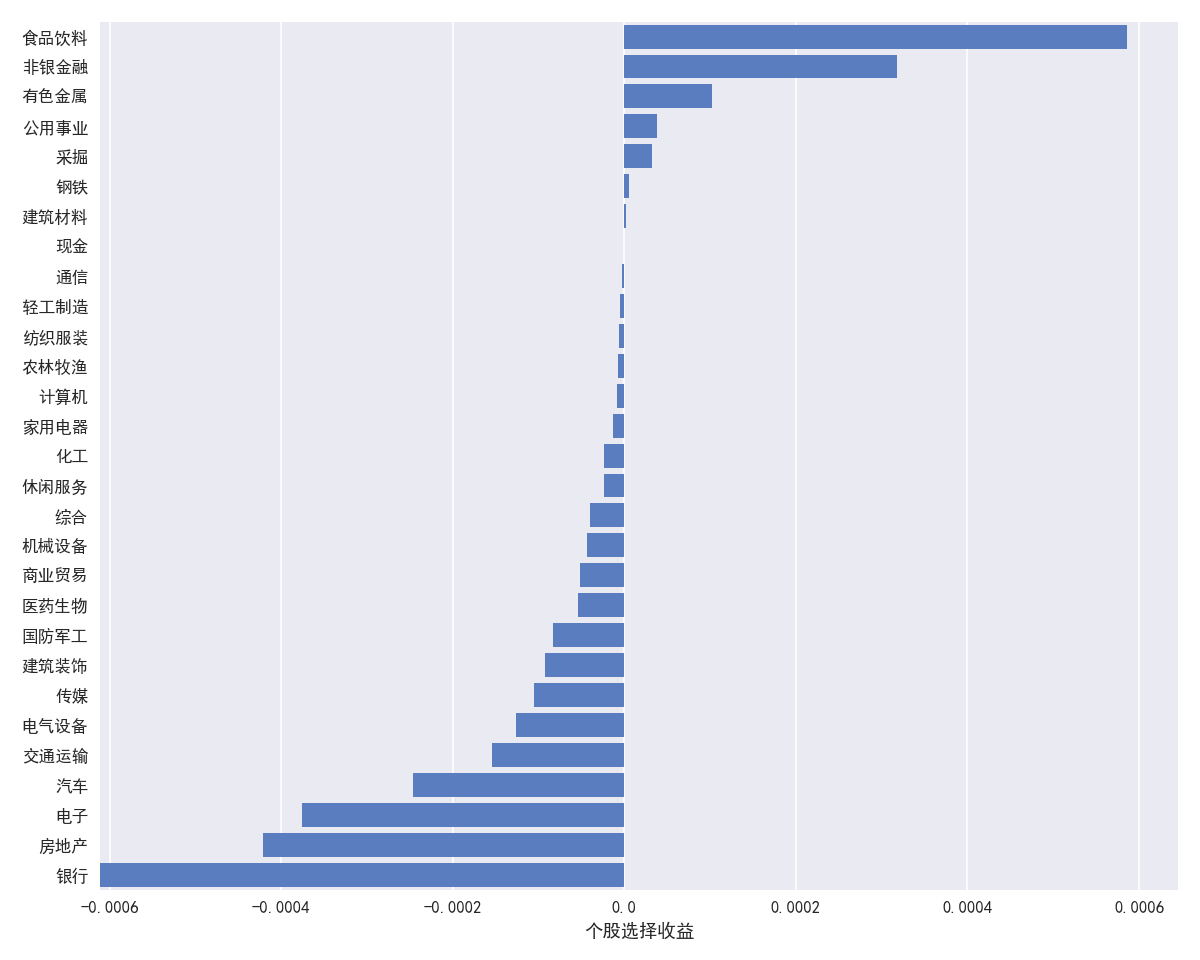 食品饮料
非银金融
有色金属
公用事业
采掘
钢铁
建筑材料
现金
通信
轻工制造
纺织服装
农林牧渔
计算机
家用电器
化工
休闲服务
综合
机械设备
商业贸易
医药生物
国防军工
建筑装饰
传媒
电气设备
交通运输
汽车
电子
房地产
银行
-0.0006 -0.0004 -0.0002 0.0 0.0002 0.0004 0.0006
个股选择收益